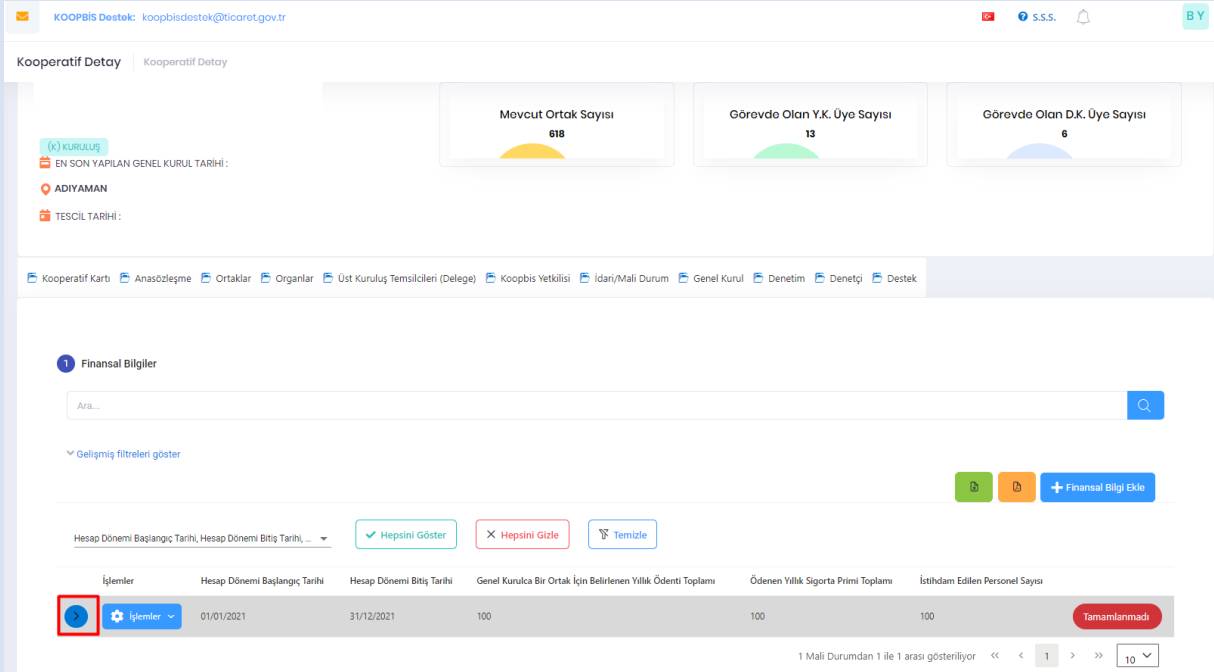 KOOPBİS Destek: koopbisdestek@ticaret.gov.tr
S.S.S.
B Y
Kooperatif Detay
Kooperatif Detay
Mevcut Ortak Sayısı
618
Görevde Olan Y.K. Üye Sayısı
13
Görevde Olan D.K. Üye Sayısı
6
(K) KURULUŞ
EN SON YAPILAN GENEL KURUL TARİHİ :
ADIYAMAN
TESCİL TARİHİ :
Kooperatif Kartı Anasözleşme Ortaklar Organlar Üst Kuruluş Temsilcileri (Delege) Koopbis Yetkilisi İdari/Mali Durum Genel Kurul Denetim Denetçi Destek
1 Finansal Bilgiler
Ara...
Gelişmiş filtreleri göster
Finansal Bilgi Ekle
Hesap Dönemi Başlangıç Tarihi, Hesap Dönemi Bitiş Tarihi, ... Hepsini Göster Hepsini Gizle Temizle
İşlemler Hesap Dönemi Başlangıç Tarihi Hesap Dönemi Bitiş Tarihi Genel Kurulca Bir Ortak İçin Belirlenen Yıllık Ödenti Toplamı Ödenen Yıllık Sigorta Primi Toplamı İstihdam Edilen Personel Sayısı
İşlemler 01/01/2021 31/12/2021 100 100 100 Tamamlanmadı
1 Mali Durumdan 1 ile 1 arası gösteriliyor 1 10